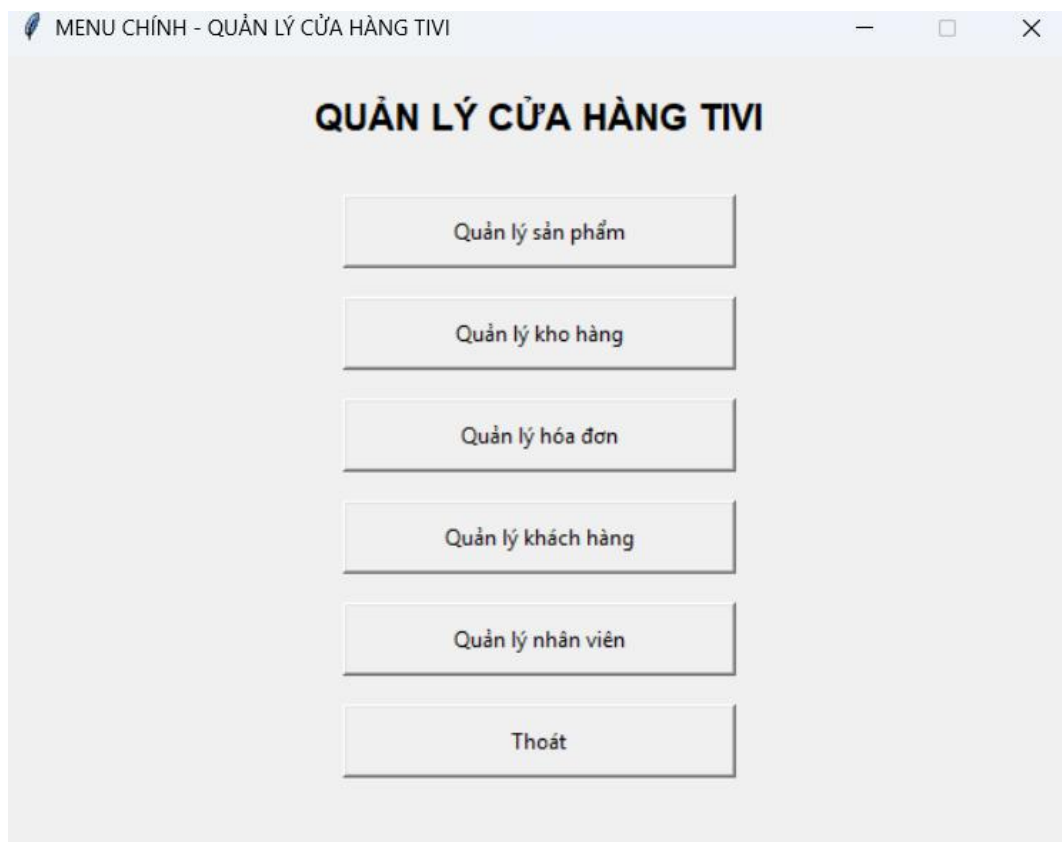 MENU CHÍNH - QUẢN LÝ CỬA HÀNG TIVI
QUẢN LÝ CỬA HÀNG TIVI
Quản lý sản phẩm
Quản lý kho hàng
Quản lý hóa đơn
Quản lý khách hàng
Quản lý nhân viên
Thoát